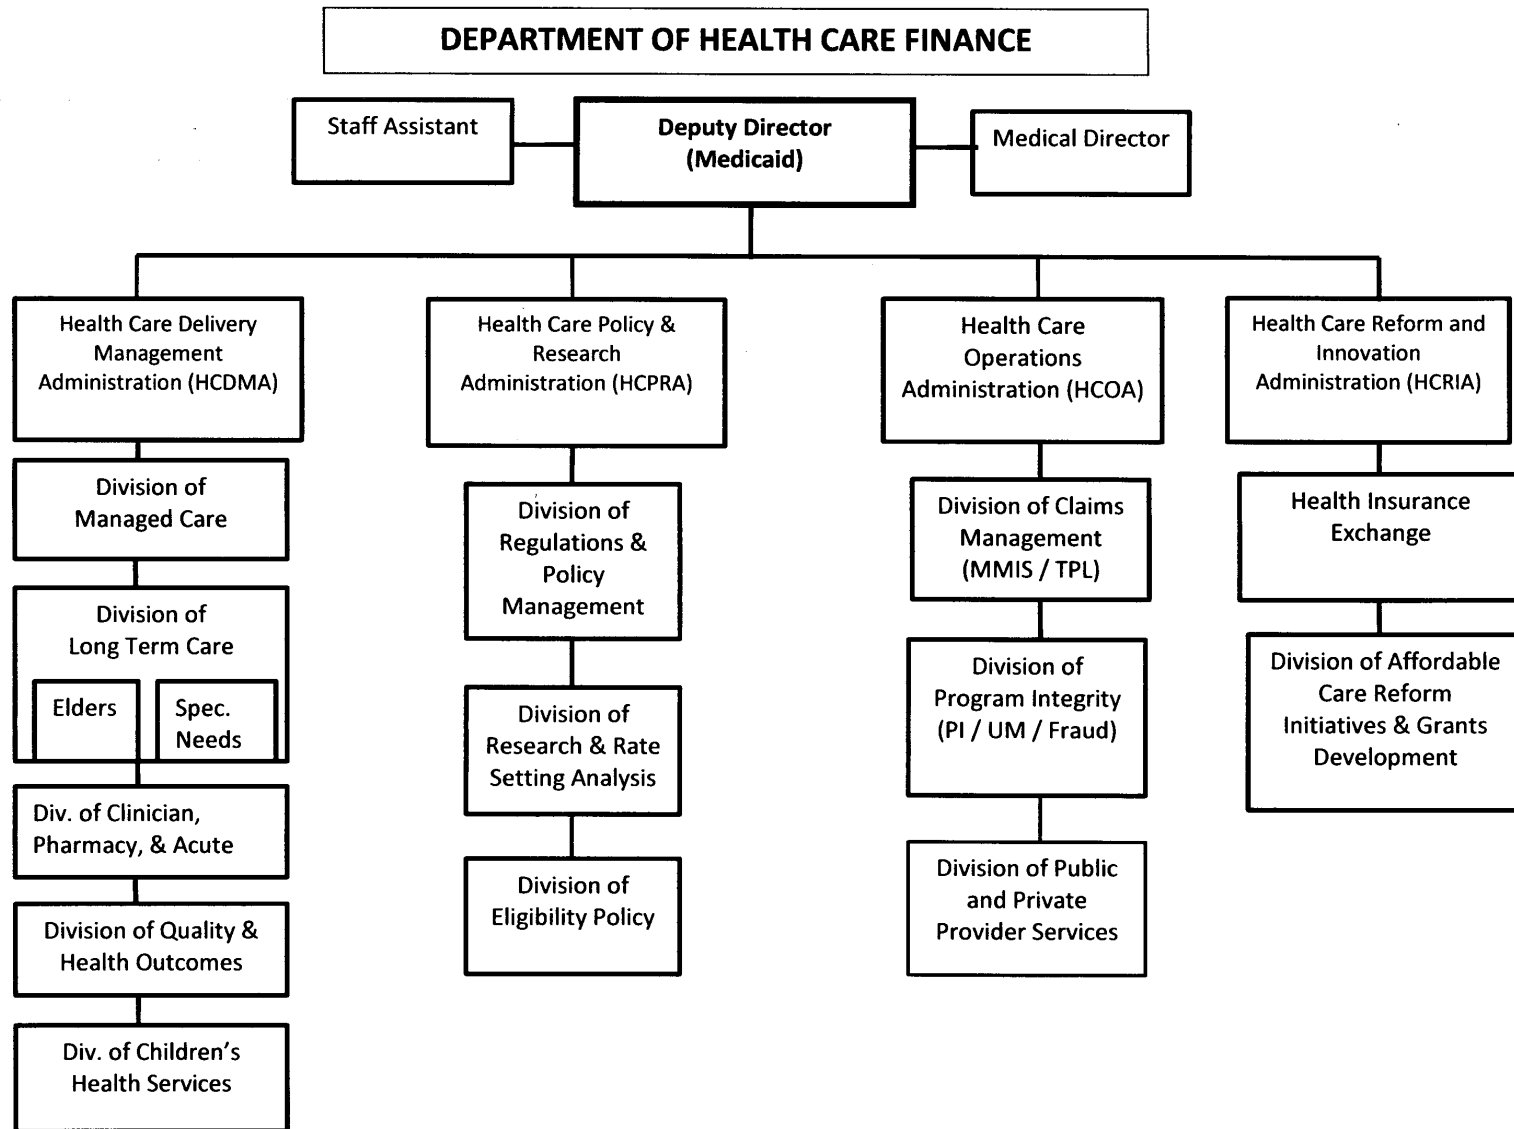 DEPARTMENT OF HEALTH CARE FINANCE
Staff Assistant
Deputy Director
(Medicaid)
Medical Director
Health Care Delivery
Management
Administration (HCDMA)
Health Care Policy &
Research
Administration (HCPRA)
Health Care
Operations
Administration (HCOA)
Health Care Reform and
Innovation
Administration (HCRIA)
Division of
Managed Care
Division of
Long Term Care
Elders
Spec.
Needs
Div. of Clinician,
Pharmacy, & Acute
Division of Quality &
Health Outcomes
Div. of Children's
Health Services
Division of
Regulations &
Policy
Management
Division of
Research & Rate
Setting Analysis
Division of
Eligibility Policy
Division of Claims
Management
(MMIS / TPL)
Division of
Program Integrity
(PI / UM / Fraud)
Division of Public
and Private
Provider Services
Health Insurance
Exchange
Division of Affordable
Care Reform
Initiatives & Grants
Development